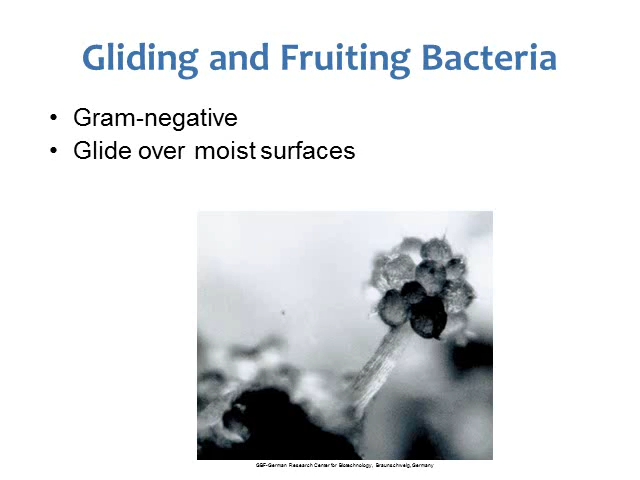 Gliding and Fruiting Bacteria
• Gram-negative
• Glide over moist surfaces
GBF-German Research Center for Biotechnology, Braunschweig, Germany